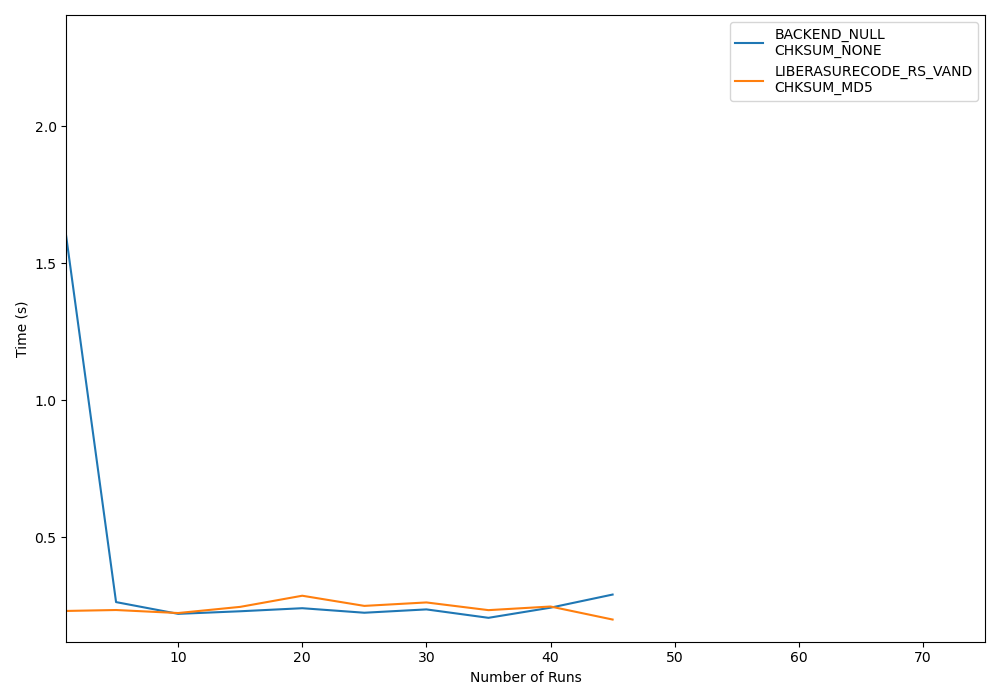 BACKEND_NULL
CHKSUM_NONE
LIBERASURECODE_RS_VAND
CHKSUM_MD5
2.0
1.5
1.0
0.5
Time (s)
10 20 30 40 50 60 70
Number of Runs